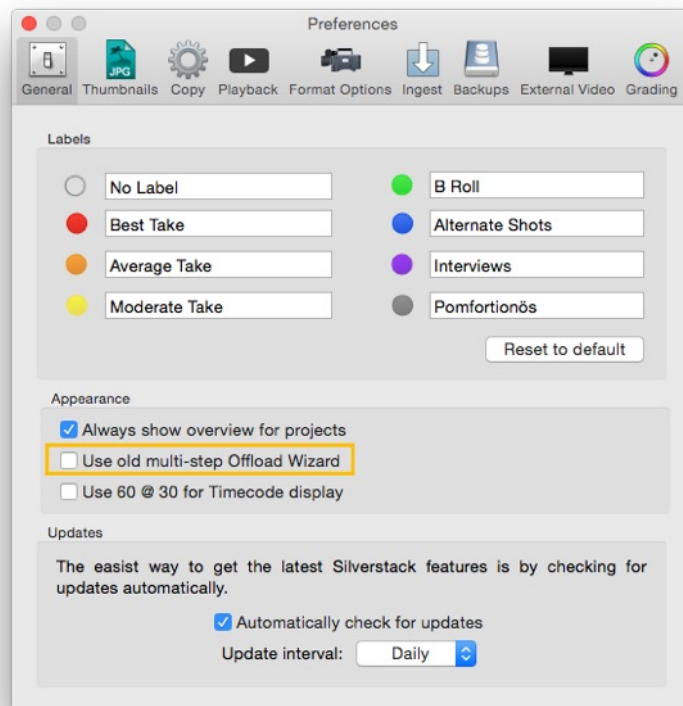 Preferences
JPG
General Thumbnails Copy Playback Format Options Ingest Backups External Video Grading
Labels
No Label
B Roll
Best Take
Alternate Shots
Average Take
Interviews
Moderate Take
Pomfortionös
Reset to default
Appearance
Always show overview for projects
Use old multi-step Offload Wizard
Use 60 @ 30 for Timecode display
Updates
The easist way to get the latest Silverstack features is by checking for
updates automatically.
Automatically check for updates
Update interval: Daily